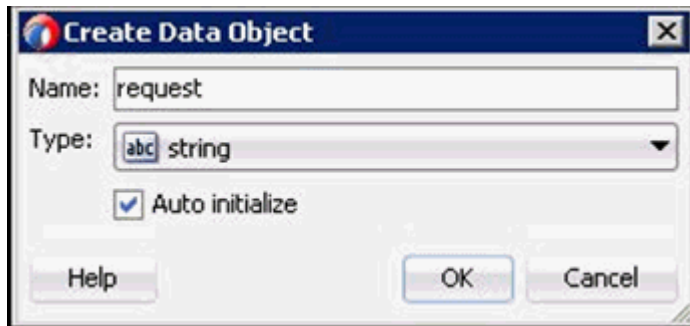 Create Data Object
Name: request
Type: abc string
Auto initialize
Help OK Cancel